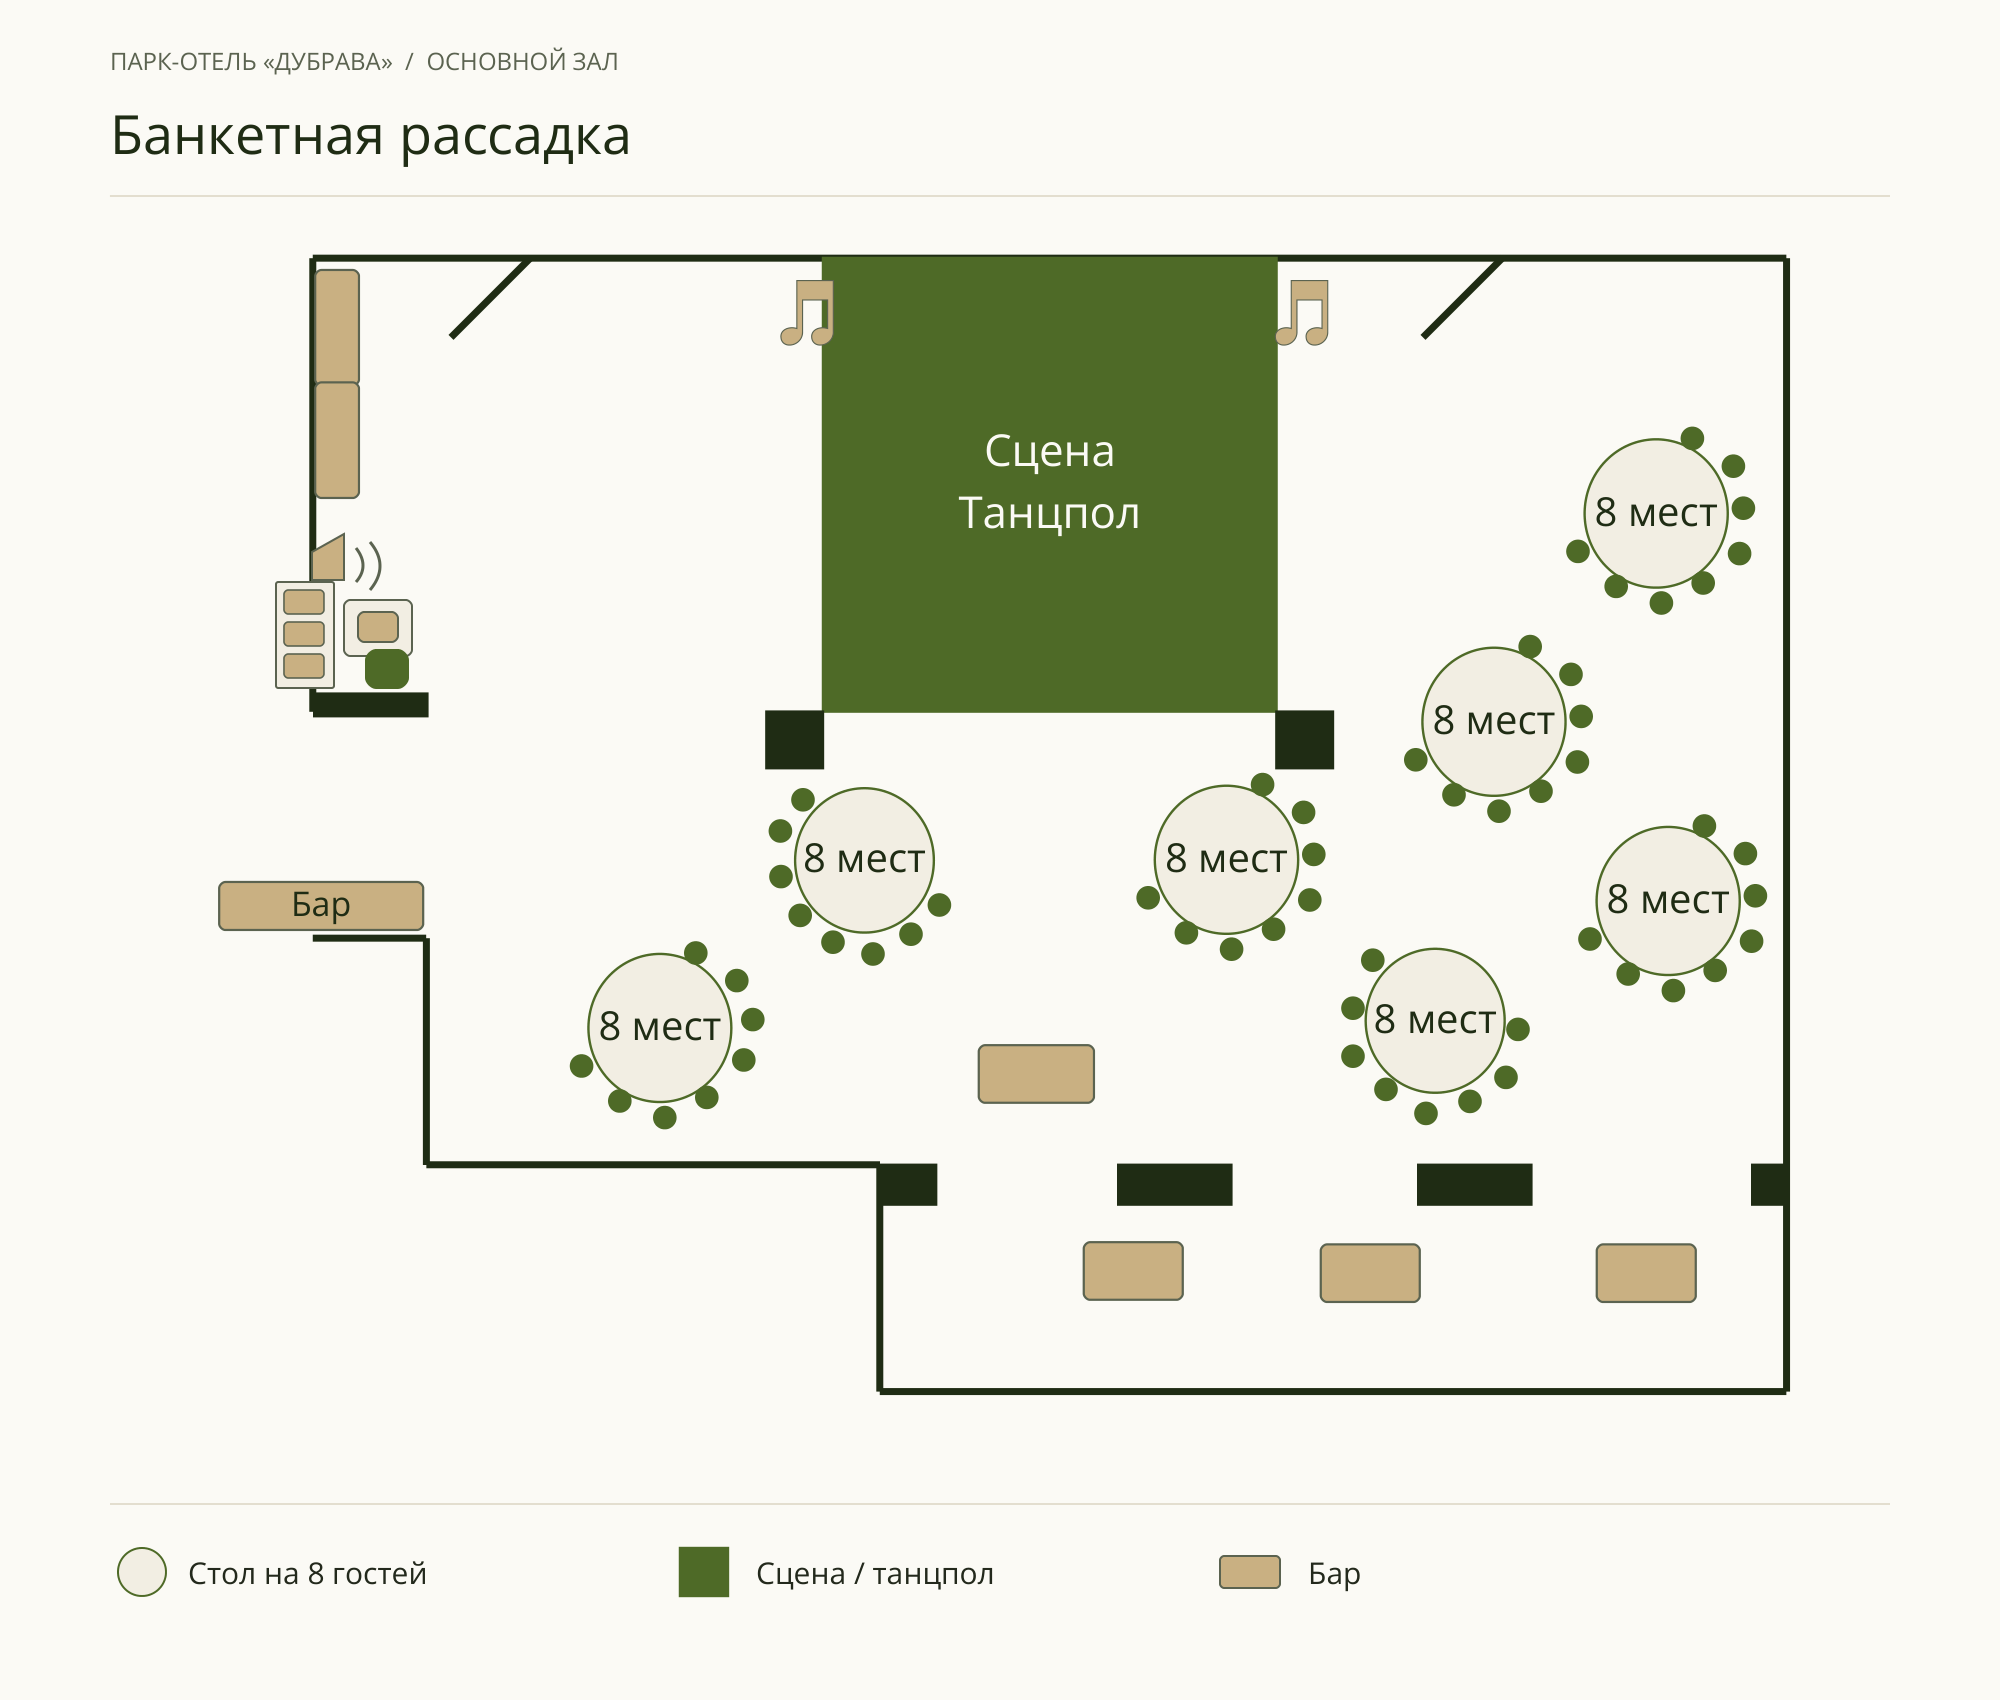 ПАРК-ОТЕЛЬ «ДУБРАВА» / ОСНОВНОЙ ЗАЛ
Банкетная рассадка
Сцена
Танцпол
8 мест
8 мест
8 мест
8 мест
8 мест
Бар
8 мест
8 мест
Стол на 8 гостей
Сцена / танцпол
Бар